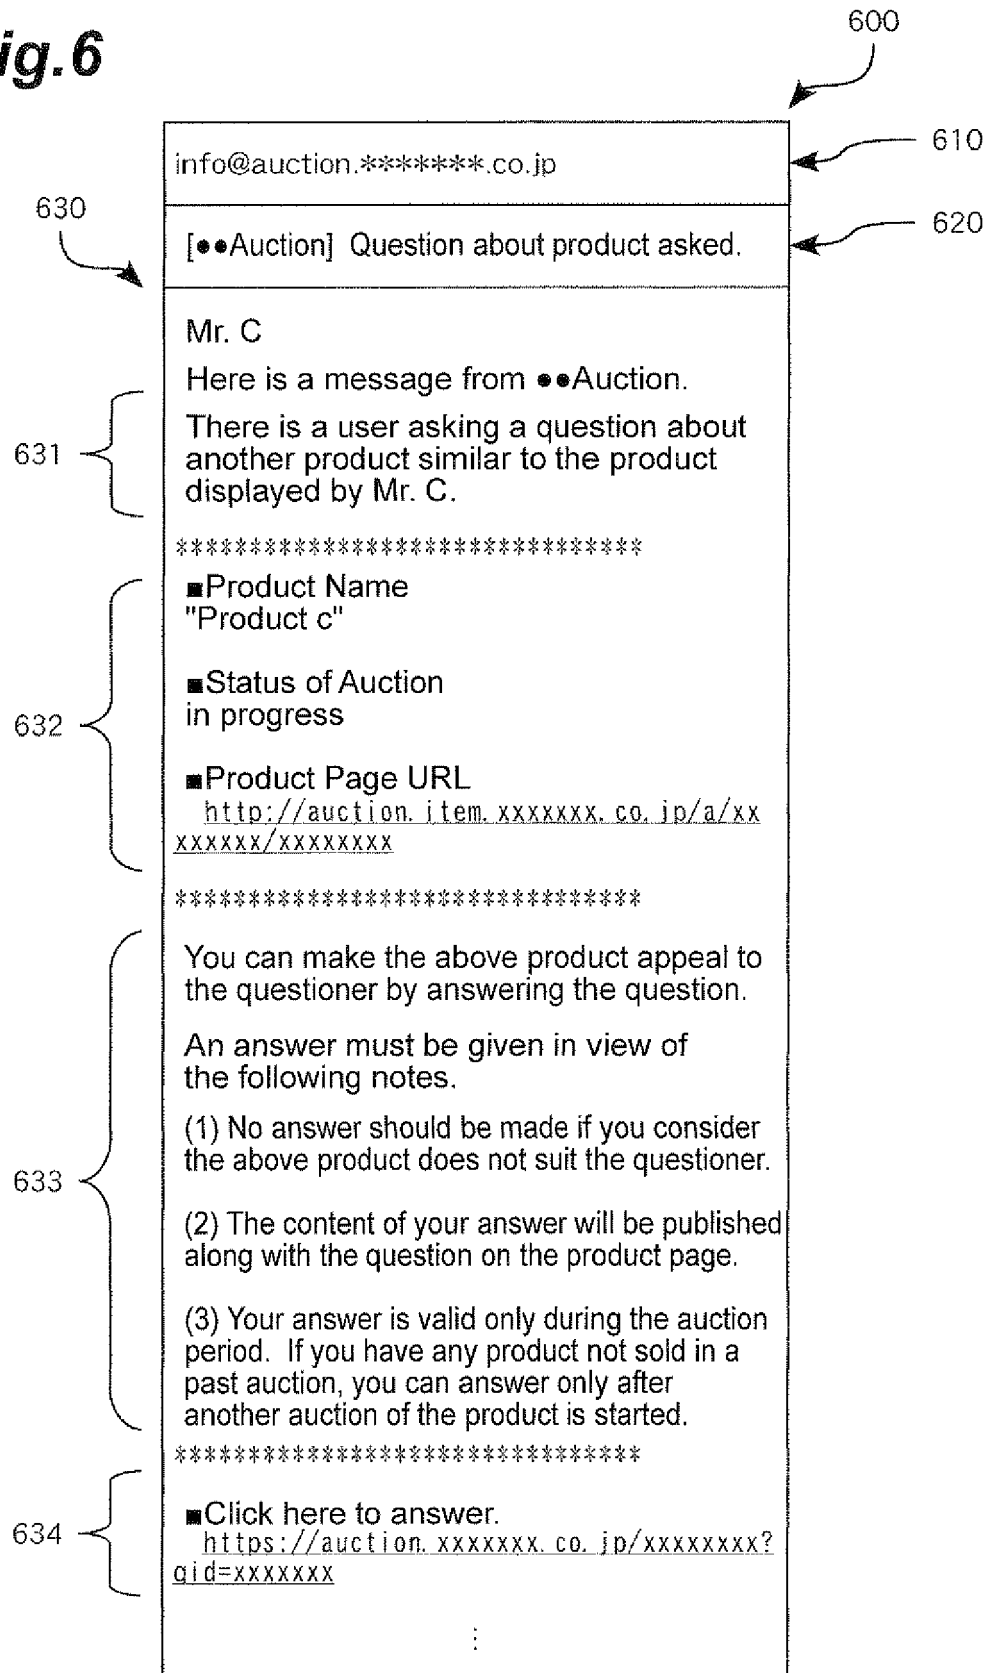 ig.6
600
info@auction.*******.co.jp
610
630
[●●Auction] Question about product asked.
620
Mr. C
Here is a message from ●●Auction.
631
There is a user asking a question about
another product similar to the product
displayed by Mr. C.
********************************
632
■Product Name
"Product c"
■Status of Auction
in progress
■Product Page URL
http://auction.item.xxxxxxx.co.jp/a/xx
xxxxxx/xxxxxxxx
********************************
633
You can make the above product appeal to
the questioner by answering the question.
An answer must be given in view of
the following notes.
(1) No answer should be made if you consider
the above product does not suit the questioner.
(2) The content of your answer will be published
along with the question on the product page.
(3) Your answer is valid only during the auction
period. If you have any product not sold in a
past auction, you can answer only after
another auction of the product is started.
********************************
634
■Click here to answer.
https://auction.xxxxxxx.co.jp/xxxxxxxx?
qid=xxxxxxx
⋮